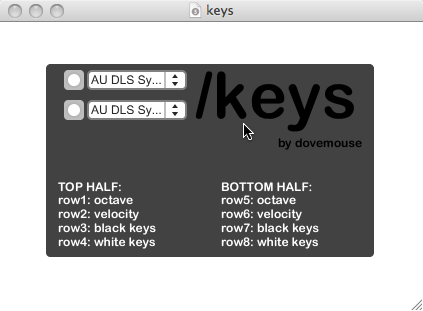 keys
AU DLS Sy...
AU DLS Sy...
/keys
by dovemouse
TOP HALF:
row1: octave
row2: velocity
row3: black keys
row4: white keys
BOTTOM HALF:
row5: octave
row6: velocity
row7: black keys
row8: white keys